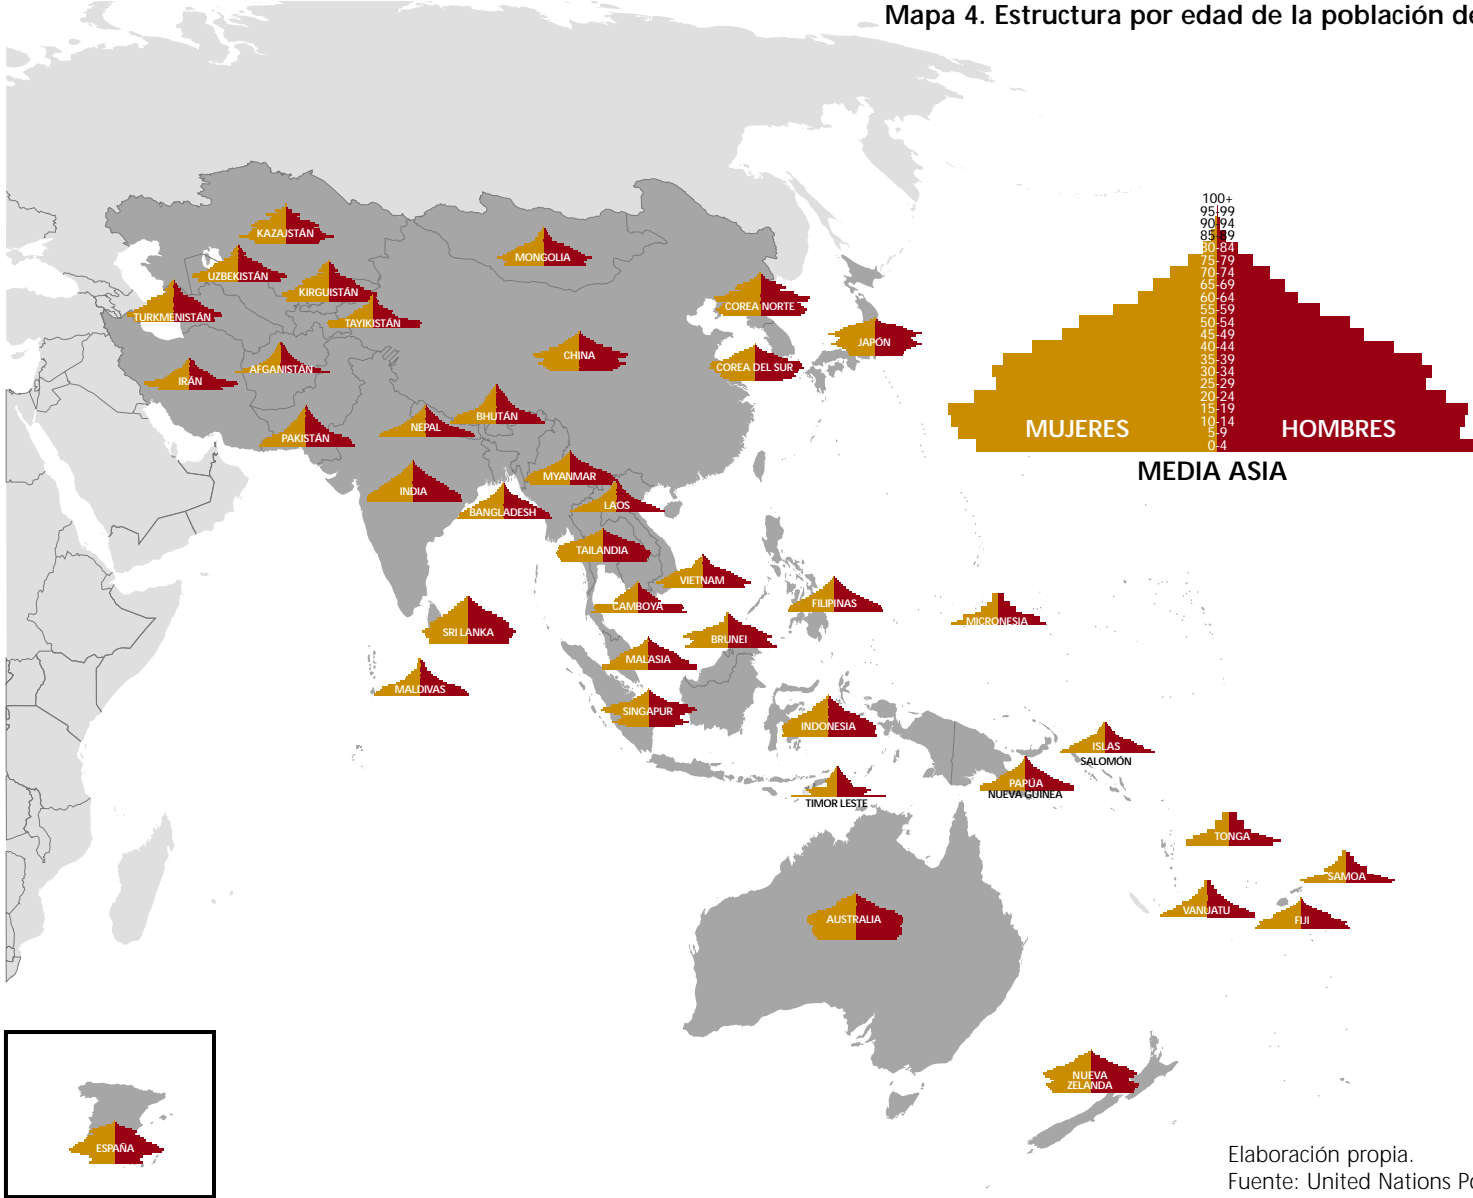 Mapa 4. Estructura por edad de la población de
100+
95-99
90-94
85-89
80-84
75-79
70-74
65-69
60-64
55-59
50-54
45-49
40-44
35-39
30-34
25-29
20-24
15-19
10-14
5-9
0-4
MUJERES
HOMBRES
MEDIA ASIA
KAZAJSTÁN
MONGOLIA
UZBEKISTÁN
KIRGUISTÁN
TURKMENISTÁN
TAYIKISTÁN
COREA NORTE
JAPÓN
CHINA
COREA DEL SUR
AFGANISTÁN
IRÁN
BHUTÁN
NEPAL
PAKISTÁN
MYANMAR
INDIA
LAOS
BANGLADESH
TAILANDIA
VIETNAM
CAMBOYA
FILIPINAS
MICRONESIA
SRI LANKA
BRUNEI
MALASIA
MALDIVAS
SINGAPUR
INDONESIA
ISLAS
SALOMÓN
PAPÚA
NUEVA GUINEA
TIMOR LESTE
TONGA
SAMOA
VANUATU
FIJI
AUSTRALIA
NUEVA
ZELANDA
ESPAÑA
Elaboración propia.
Fuente: United Nations Po